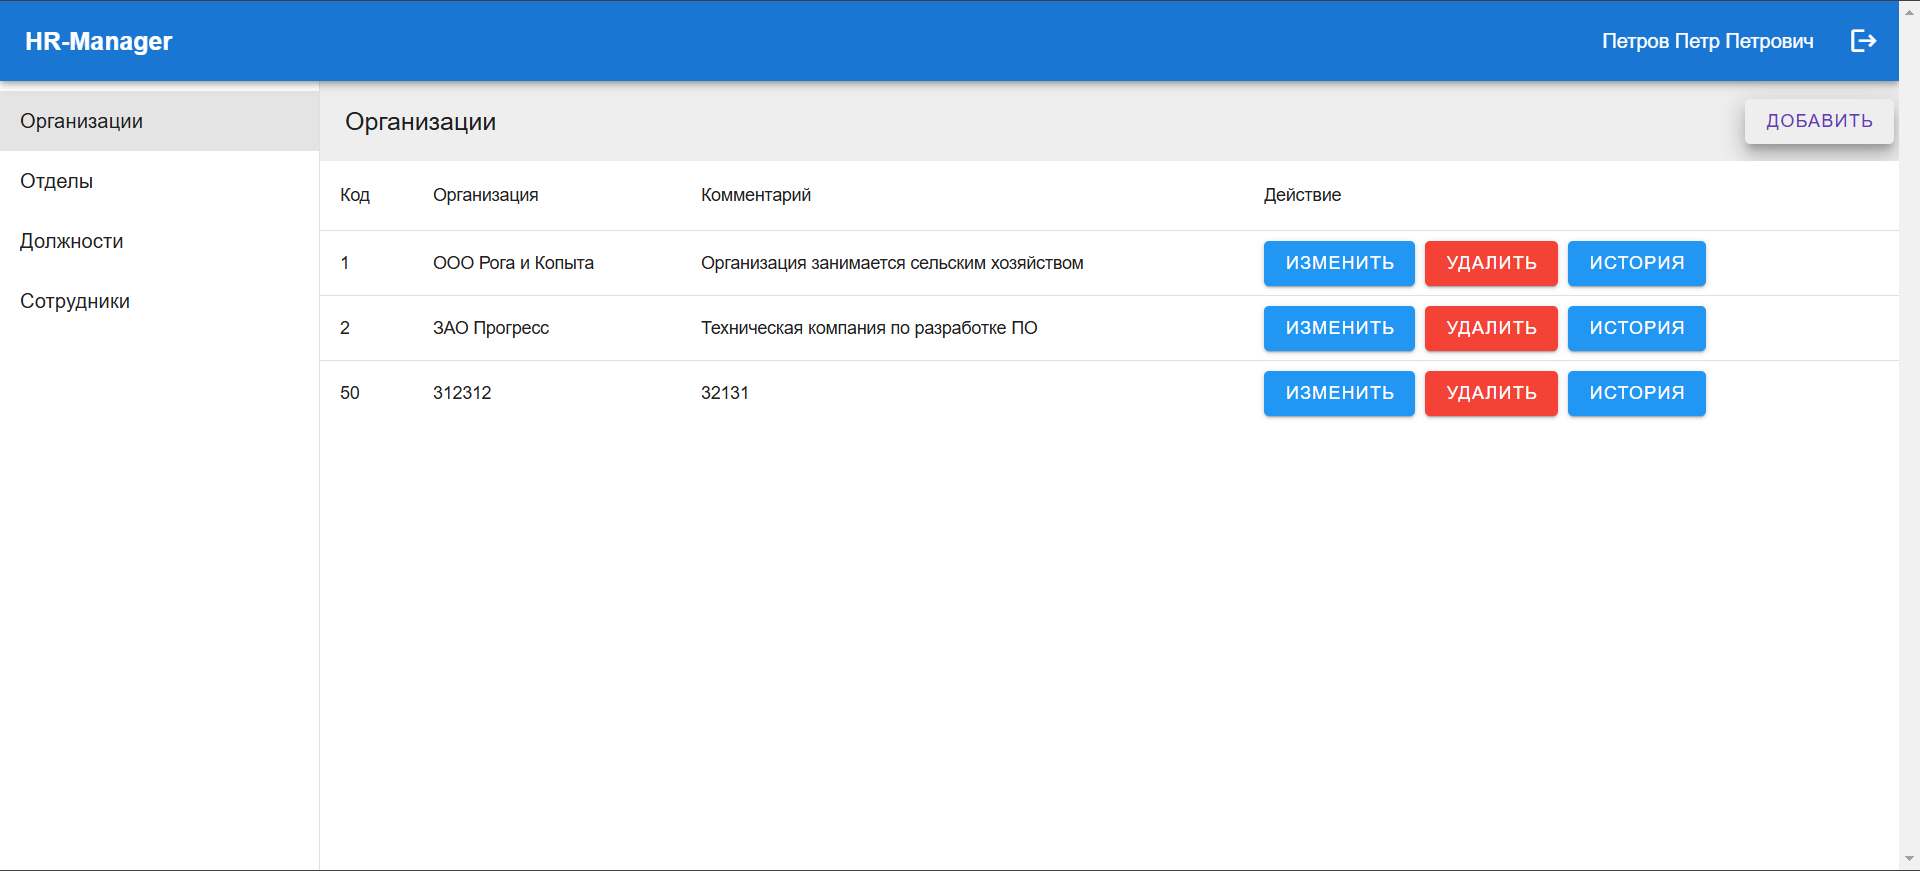 HR-Manager
Петров Петр Петрович
Организации
Отделы
Должности
Сотрудники
Организации
ДОБАВИТЬ
Код Организация Комментарий Действие
1 ООО Рога и Копыта Организация занимается сельским хозяйством ИЗМЕНИТЬ УДАЛИТЬ ИСТОРИЯ
2 ЗАО Прогресс Техническая компания по разработке ПО ИЗМЕНИТЬ УДАЛИТЬ ИСТОРИЯ
50 312312 32131 ИЗМЕНИТЬ УДАЛИТЬ ИСТОРИЯ